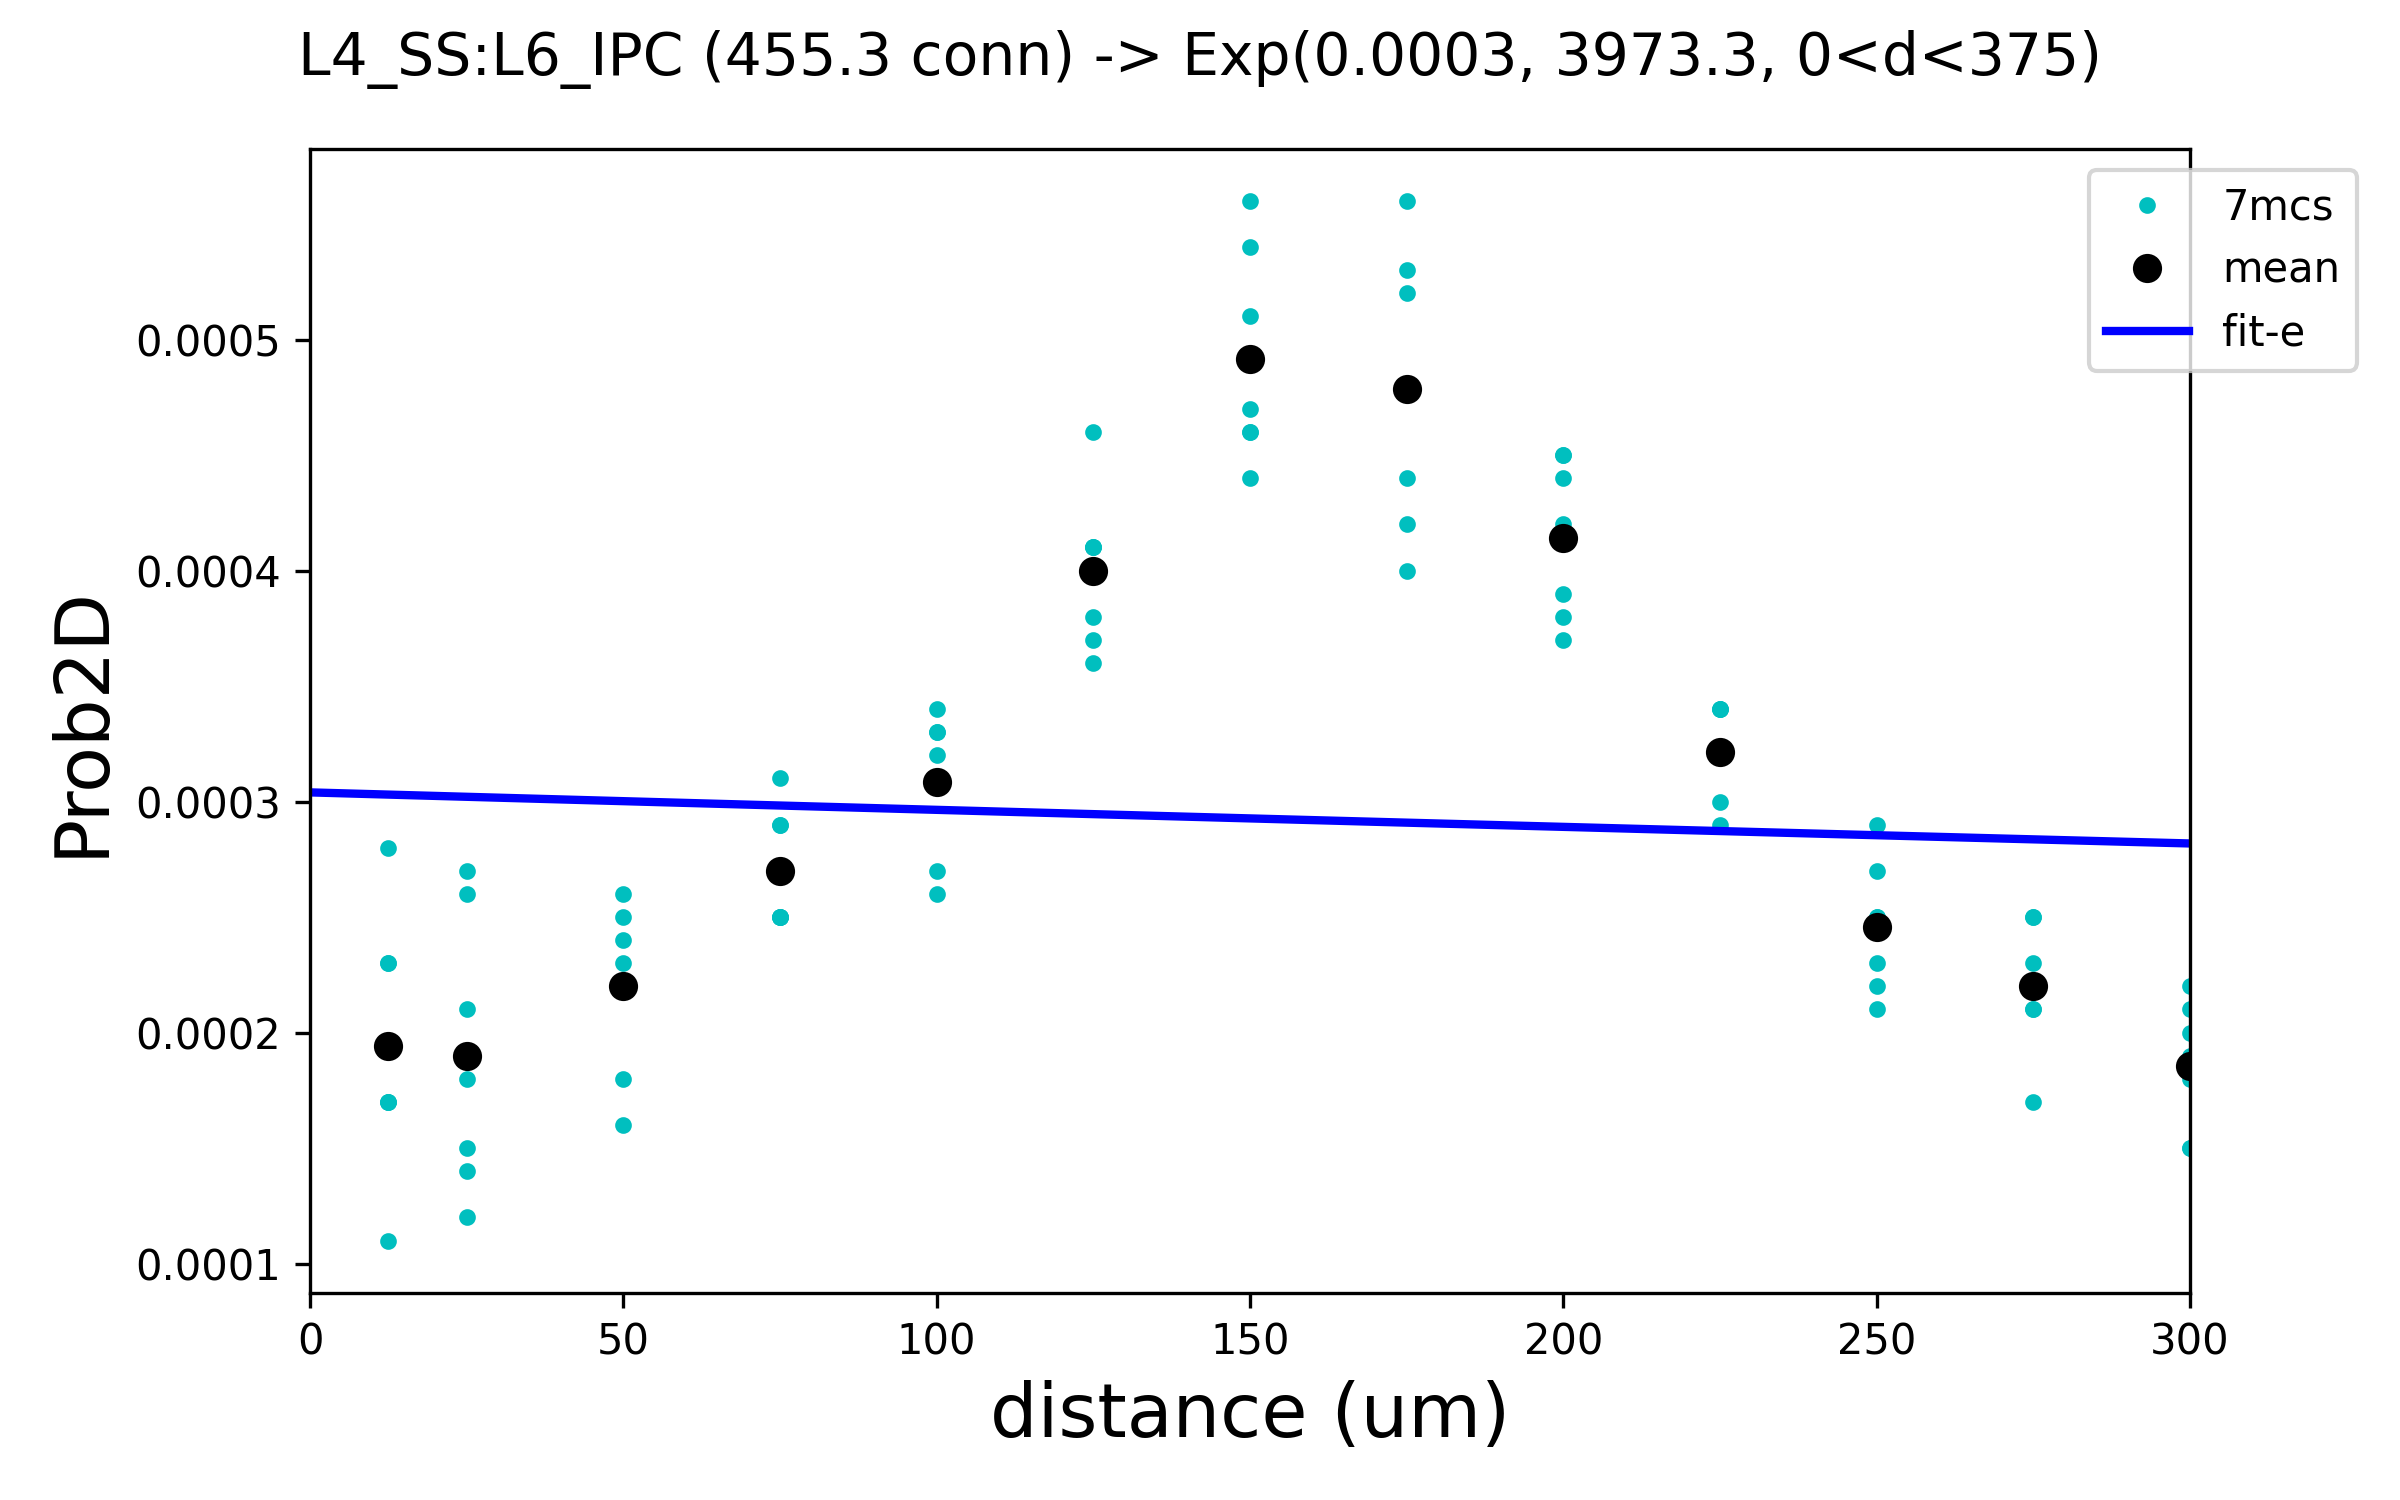 L4_SS:L6_IPC (455.3 conn) -> Exp(0.0003, 3973.3, 0<d<375)
7mcs
mean
fit-e
0.0005
0.0004
0.0003
0.0002
0.0001
Prob2D
0 50 100 150 200 250 300
distance (um)